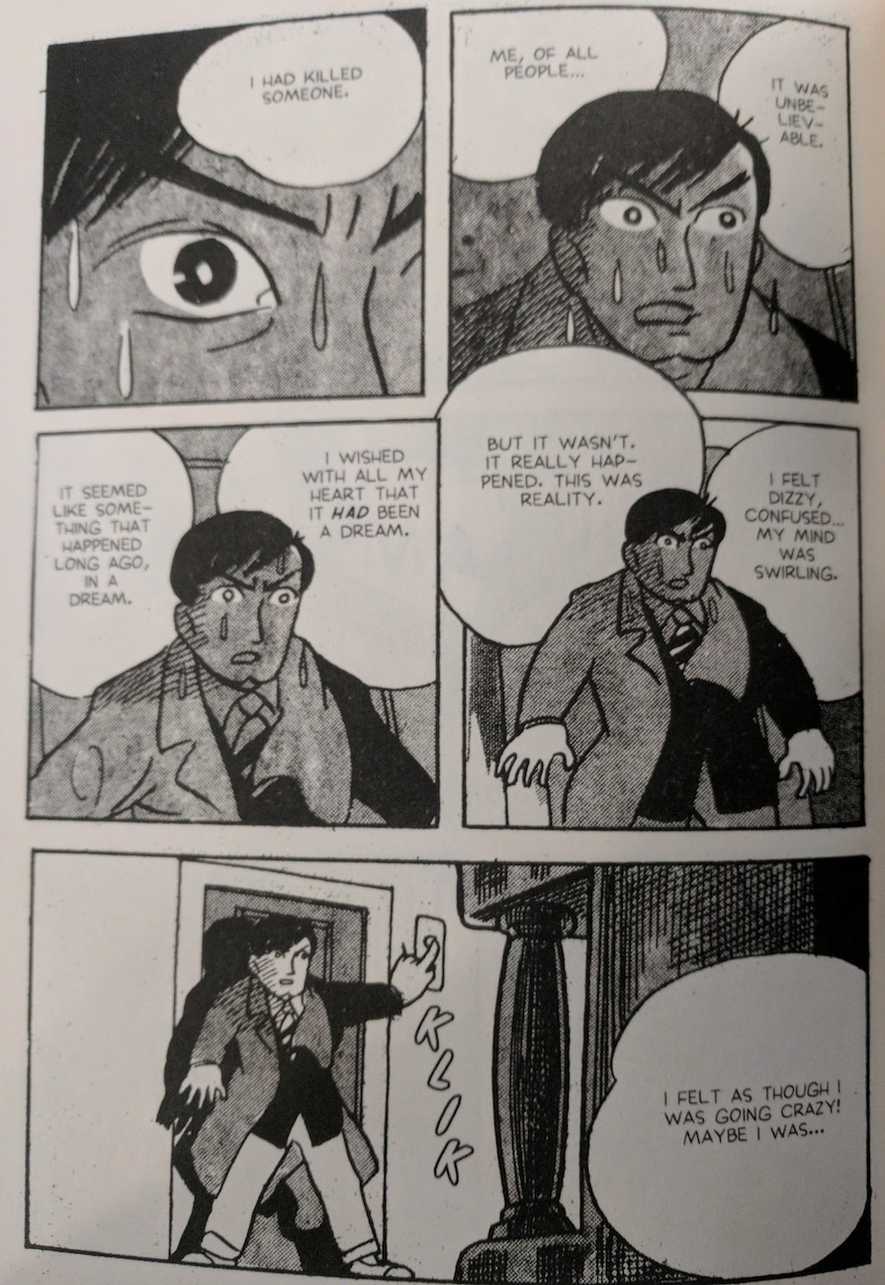 I HAD KILLED
SOMEONE.
ME, OF ALL
PEOPLE...
IT WAS
UNBE-
LIEV-
ABLE.
IT SEEMED
LIKE SOME-
THING THAT
HAPPENED
LONG AGO,
IN A
DREAM.
I WISHED
WITH ALL MY
HEART THAT
IT HAD BEEN
A DREAM.
BUT IT WASN'T.
IT REALLY HAP-
PENED. THIS WAS
REALITY.
I FELT
DIZZY,
CONFUSED...
MY MIND
WAS
SWIRLING.
KLIK
I FELT AS THOUGH I
WAS GOING CRAZY!
MAYBE I WAS...